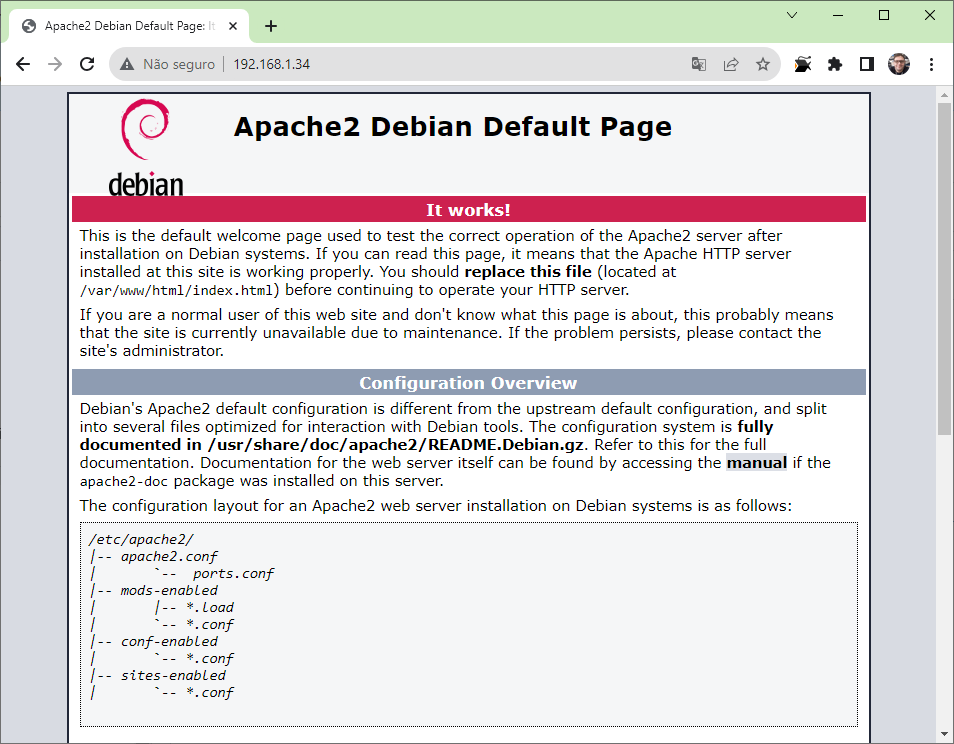 Apache2 Debian Default Page: It
Não seguro 192.168.1.34
debian
Apache2 Debian Default Page
It works!
This is the default welcome page used to test the correct operation of the Apache2 server after
installation on Debian systems. If you can read this page, it means that the Apache HTTP server
installed at this site is working properly. You should replace this file (located at
/var/www/html/index.html) before continuing to operate your HTTP server.
If you are a normal user of this web site and don't know what this page is about, this probably means
that the site is currently unavailable due to maintenance. If the problem persists, please contact the
site's administrator.
Configuration Overview
Debian's Apache2 default configuration is different from the upstream default configuration, and split
into several files optimized for interaction with Debian tools. The configuration system is fully
documented in /usr/share/doc/apache2/README.Debian.gz. Refer to this for the full
documentation. Documentation for the web server itself can be found by accessing the manual if the
apache2-doc package was installed on this server.
The configuration layout for an Apache2 web server installation on Debian systems is as follows:
/etc/apache2/
|-- apache2.conf
|       `--  ports.conf
|-- mods-enabled
|       |-- *.load
|       `-- *.conf
|-- conf-enabled
|       `-- *.conf
|-- sites-enabled
|       `-- *.conf